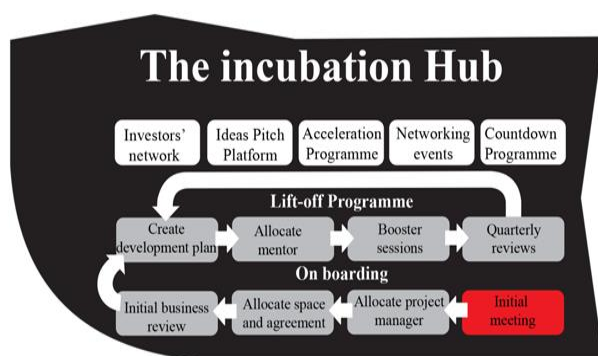 The incubation Hub
Investors’
network
Ideas Pitch
Platform
Acceleration
Programme
Networking
events
Countdown
Programme
Lift-off Programme
Create
development plan
Allocate
mentor
Booster
sessions
Quarterly
reviews
On boarding
Initial business
review
Allocate space
and agreement
Allocate project
manager
Initial
meeting